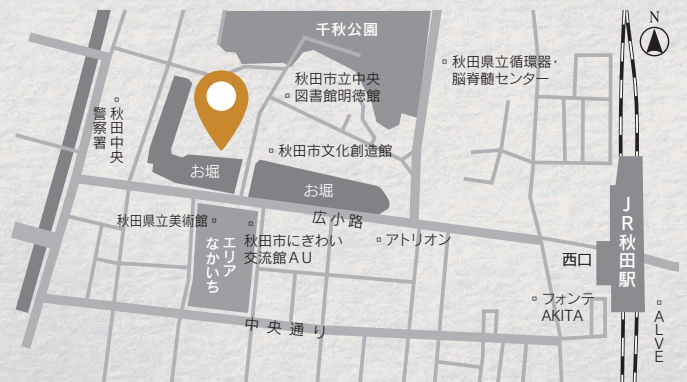 千秋公園
N
秋田県立循環器・
脳脊髄センター
秋田市立中央
図書館明徳館
秋田中央
警察署
秋田市文化創造館
お堀
お堀
広小路
秋田県立美術館
秋田市にぎわい
交流館AU
エリア
なかいち
アトリオン
JR秋田駅
西口
フォンテ
AKITA
ALVE
中央通り